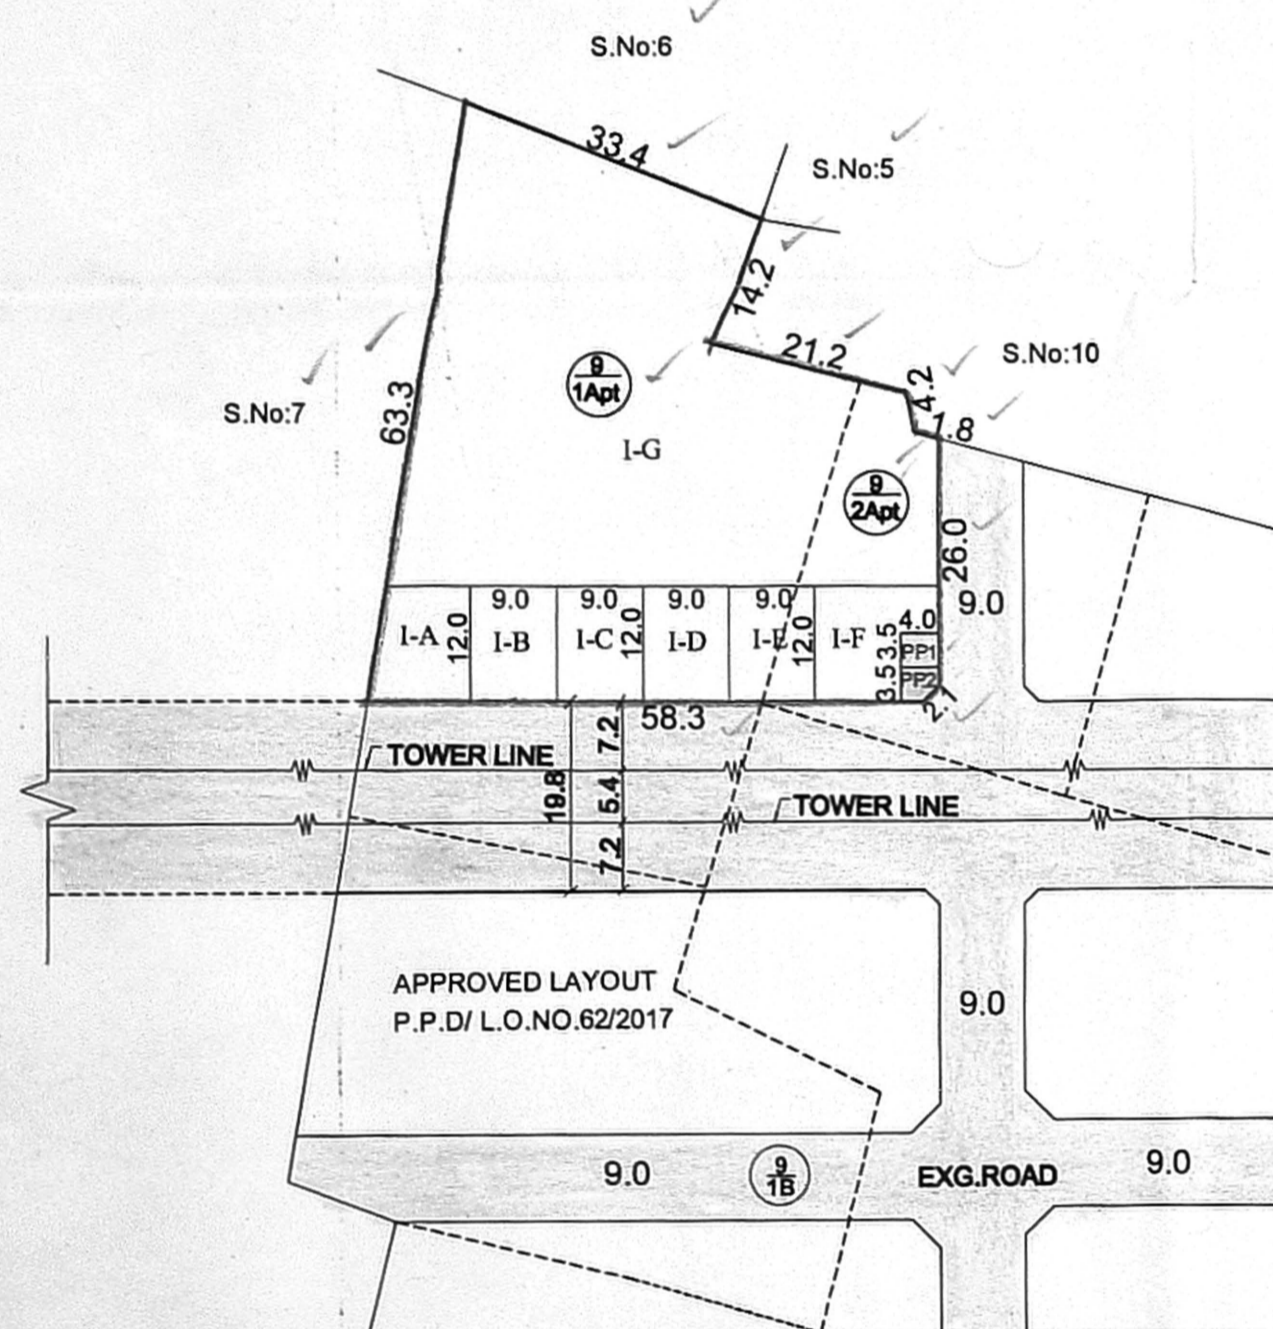 S.No:6
33.4
S.No:5
14.2
21.2
S.No:10
4.2
1.8
9
1Apt
S.No:7
63.3
I-G
9
2Apt
26.0
9.0
9.0 9.0 9.0 9.0
4.0
I-A 12.0 I-B I-C 12.0 I-D I-E 12.0 I-F 3.5 PP1
3.5 PP2
2.1
58.3
7.2
TOWER LINE
19.8 5.4
TOWER LINE
7.2
APPROVED LAYOUT
P.P.D/ L.O.NO.62/2017
9.0
9.0
9
1B
EXG.ROAD
9.0